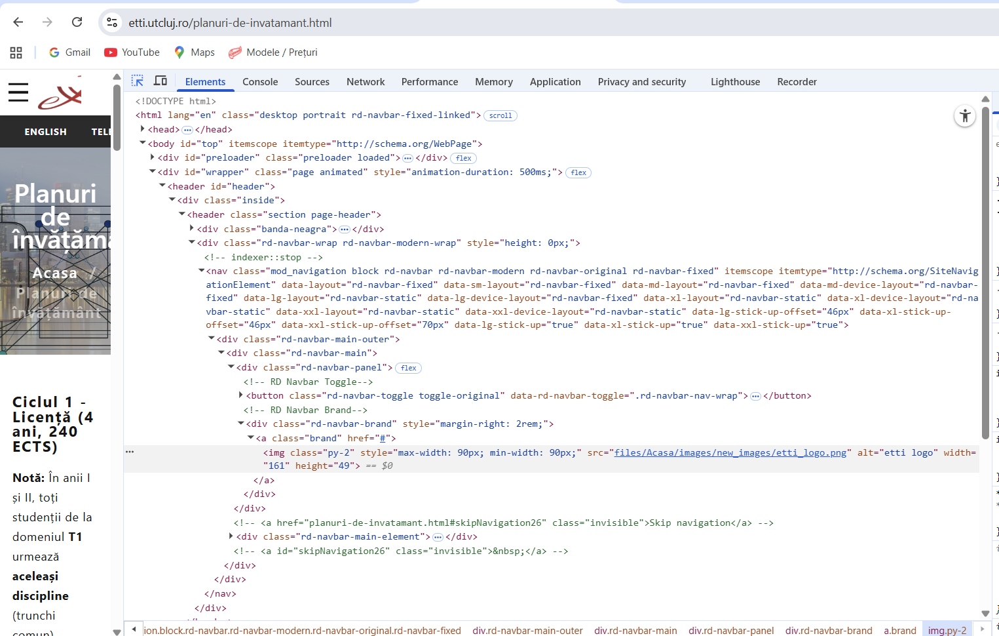 etti.utcluj.ro/planuri-de-invatamant.html
Gmail YouTube Maps Modele / Prețuri
Elements Console Sources Network Performance Memory Application Privacy and security Lighthouse Recorder
ENGLISH
Planuri
de
Acasa /
Planuri de
învățământ
Ciclul 1 -
Licență (4
ani, 240
ECTS)
Notă: În anii I
și II, toți
studenții de la
domeniul T1
urmează
aceleași
discipline
(trunchi
comun)
<!DOCTYPE html>
<html lang="en" class="desktop portrait rd-navbar-fixed-linked"> scroll
<head> ⋯ </head>
<body id="top" itemscope itemtype="http://schema.org/WebPage">
<div id="preloader" class="preloader loaded"> ⋯ </div> flex
<div id="wrapper" class="page animated" style="animation-duration: 500ms;"> flex
<header id="header">
<div class="inside">
<header class="section page-header">
<div class="banda-neagra"> ⋯ </div>
<div class="rd-navbar-wrap rd-navbar-modern-wrap" style="height: 0px;">
<!-- indexer::stop -->
<nav class="mod_navigation block rd-navbar rd-navbar-modern rd-navbar-original rd-navbar-fixed" itemscope itemtype="http://schema.org/SiteNavig
ationElement" data-layout="rd-navbar-fixed" data-sm-layout="rd-navbar-fixed" data-md-layout="rd-navbar-fixed" data-md-device-layout="rd-navbar-
fixed" data-lg-layout="rd-navbar-static" data-lg-device-layout="rd-navbar-fixed" data-xl-layout="rd-navbar-static" data-xl-device-layout="rd-na
vbar-static" data-xxl-layout="rd-navbar-static" data-xxl-device-layout="rd-navbar-static" data-lg-stick-up-offset="46px" data-xl-stick-up-
offset="46px" data-xxl-stick-up-offset="70px" data-lg-stick-up="true" data-xl-stick-up="true" data-xxl-stick-up="true">
<div class="rd-navbar-main-outer">
<div class="rd-navbar-main">
<div class="rd-navbar-panel"> flex
<!-- RD Navbar Toggle-->
<button class="rd-navbar-toggle toggle-original" data-rd-navbar-toggle=".rd-navbar-nav-wrap"> ⋯ </button>
<!-- RD Navbar Brand-->
<div class="rd-navbar-brand" style="margin-right: 2rem;">
<a class="brand" href="#">
<img class="py-2" style="max-width: 90px; min-width: 90px;" src="files/Acasa/images/new_images/etti_logo.png" alt="etti logo" width=
"161" height="49"> == $0
</a>
</div>
</div>
<!-- <a href="planuri-de-invatamant.html#skipNavigation26" class="invisible">Skip navigation</a> -->
<div class="rd-navbar-main-element"> ⋯ </div>
<!-- <a id="skipNavigation26" class="invisible">&nbsp;</a> -->
</div>
</div>
</nav>
</div>
ion.block.rd-navbar.rd-navbar-modern.rd-navbar-original.rd-navbar-fixed div.rd-navbar-main-outer div.rd-navbar-main div.rd-navbar-panel div.rd-navbar-brand a.brand img.py-2